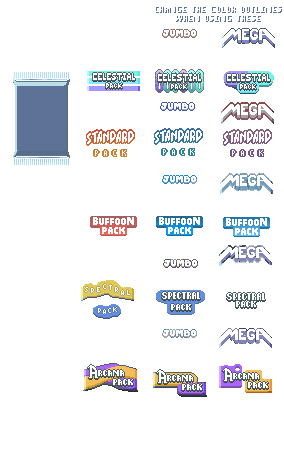 CHANGE THE COLOR OUTLINES
WHEN USING THESE
JUMBO MEGA
CELESTIAL PACK CELESTIAL PACK CELESTIAL PACK
JUMBO MEGA
STANDARD PACK STANDARD PACK STANDARD PACK
JUMBO MEGA
BUFFOON PACK BUFFOON PACK BUFFOON PACK
JUMBO MEGA
SPECTRAL PACK SPECTRAL PACK SPECTRAL PACK
JUMBO MEGA
ARCANA PACK ARCANA PACK ARCANA PACK